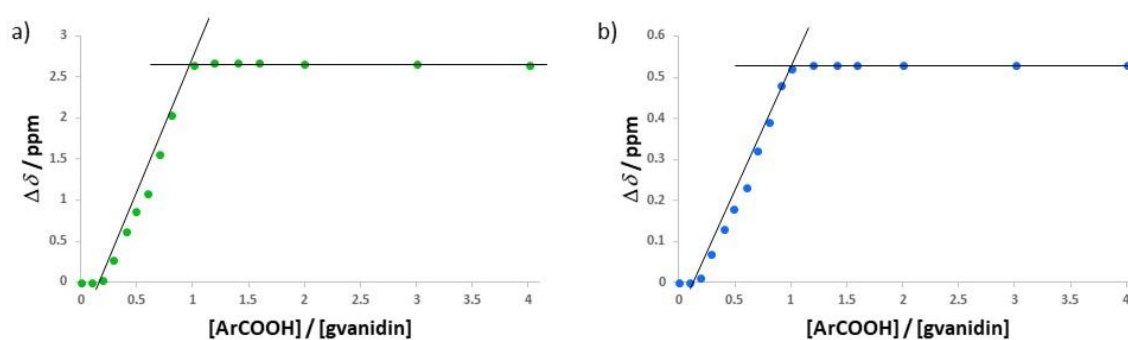 a)
Δδ / ppm
3
2.5
2
1.5
1
0.5
0
0 0.5 1 1.5 2 2.5 3 3.5 4
[ArCOOH] / [gvanidin]
b)
Δδ / ppm
0.6
0.5
0.4
0.3
0.2
0.1
0
0 0.5 1 1.5 2 2.5 3 3.5 4
[ArCOOH] / [gvanidin]